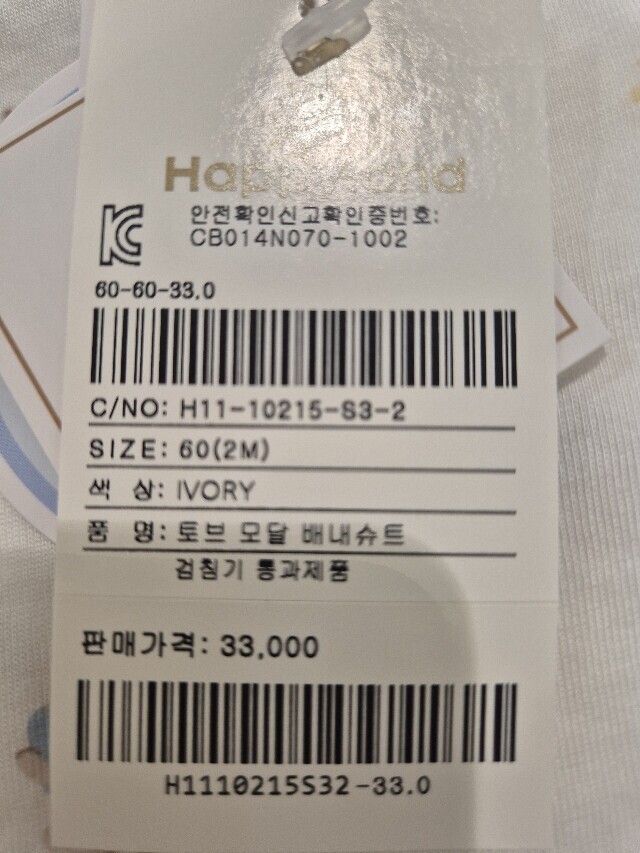 안전확인신고확인증번호:
CB014N070-1002
60-60-33.0
C/NO: H11-10215-S3-2
SIZE: 60(2M)
色 상: IVORY
품 명: 토브 모달 배내슈트
검침기 통과제품
판매가격: 33,000
H1110215S32-33.0